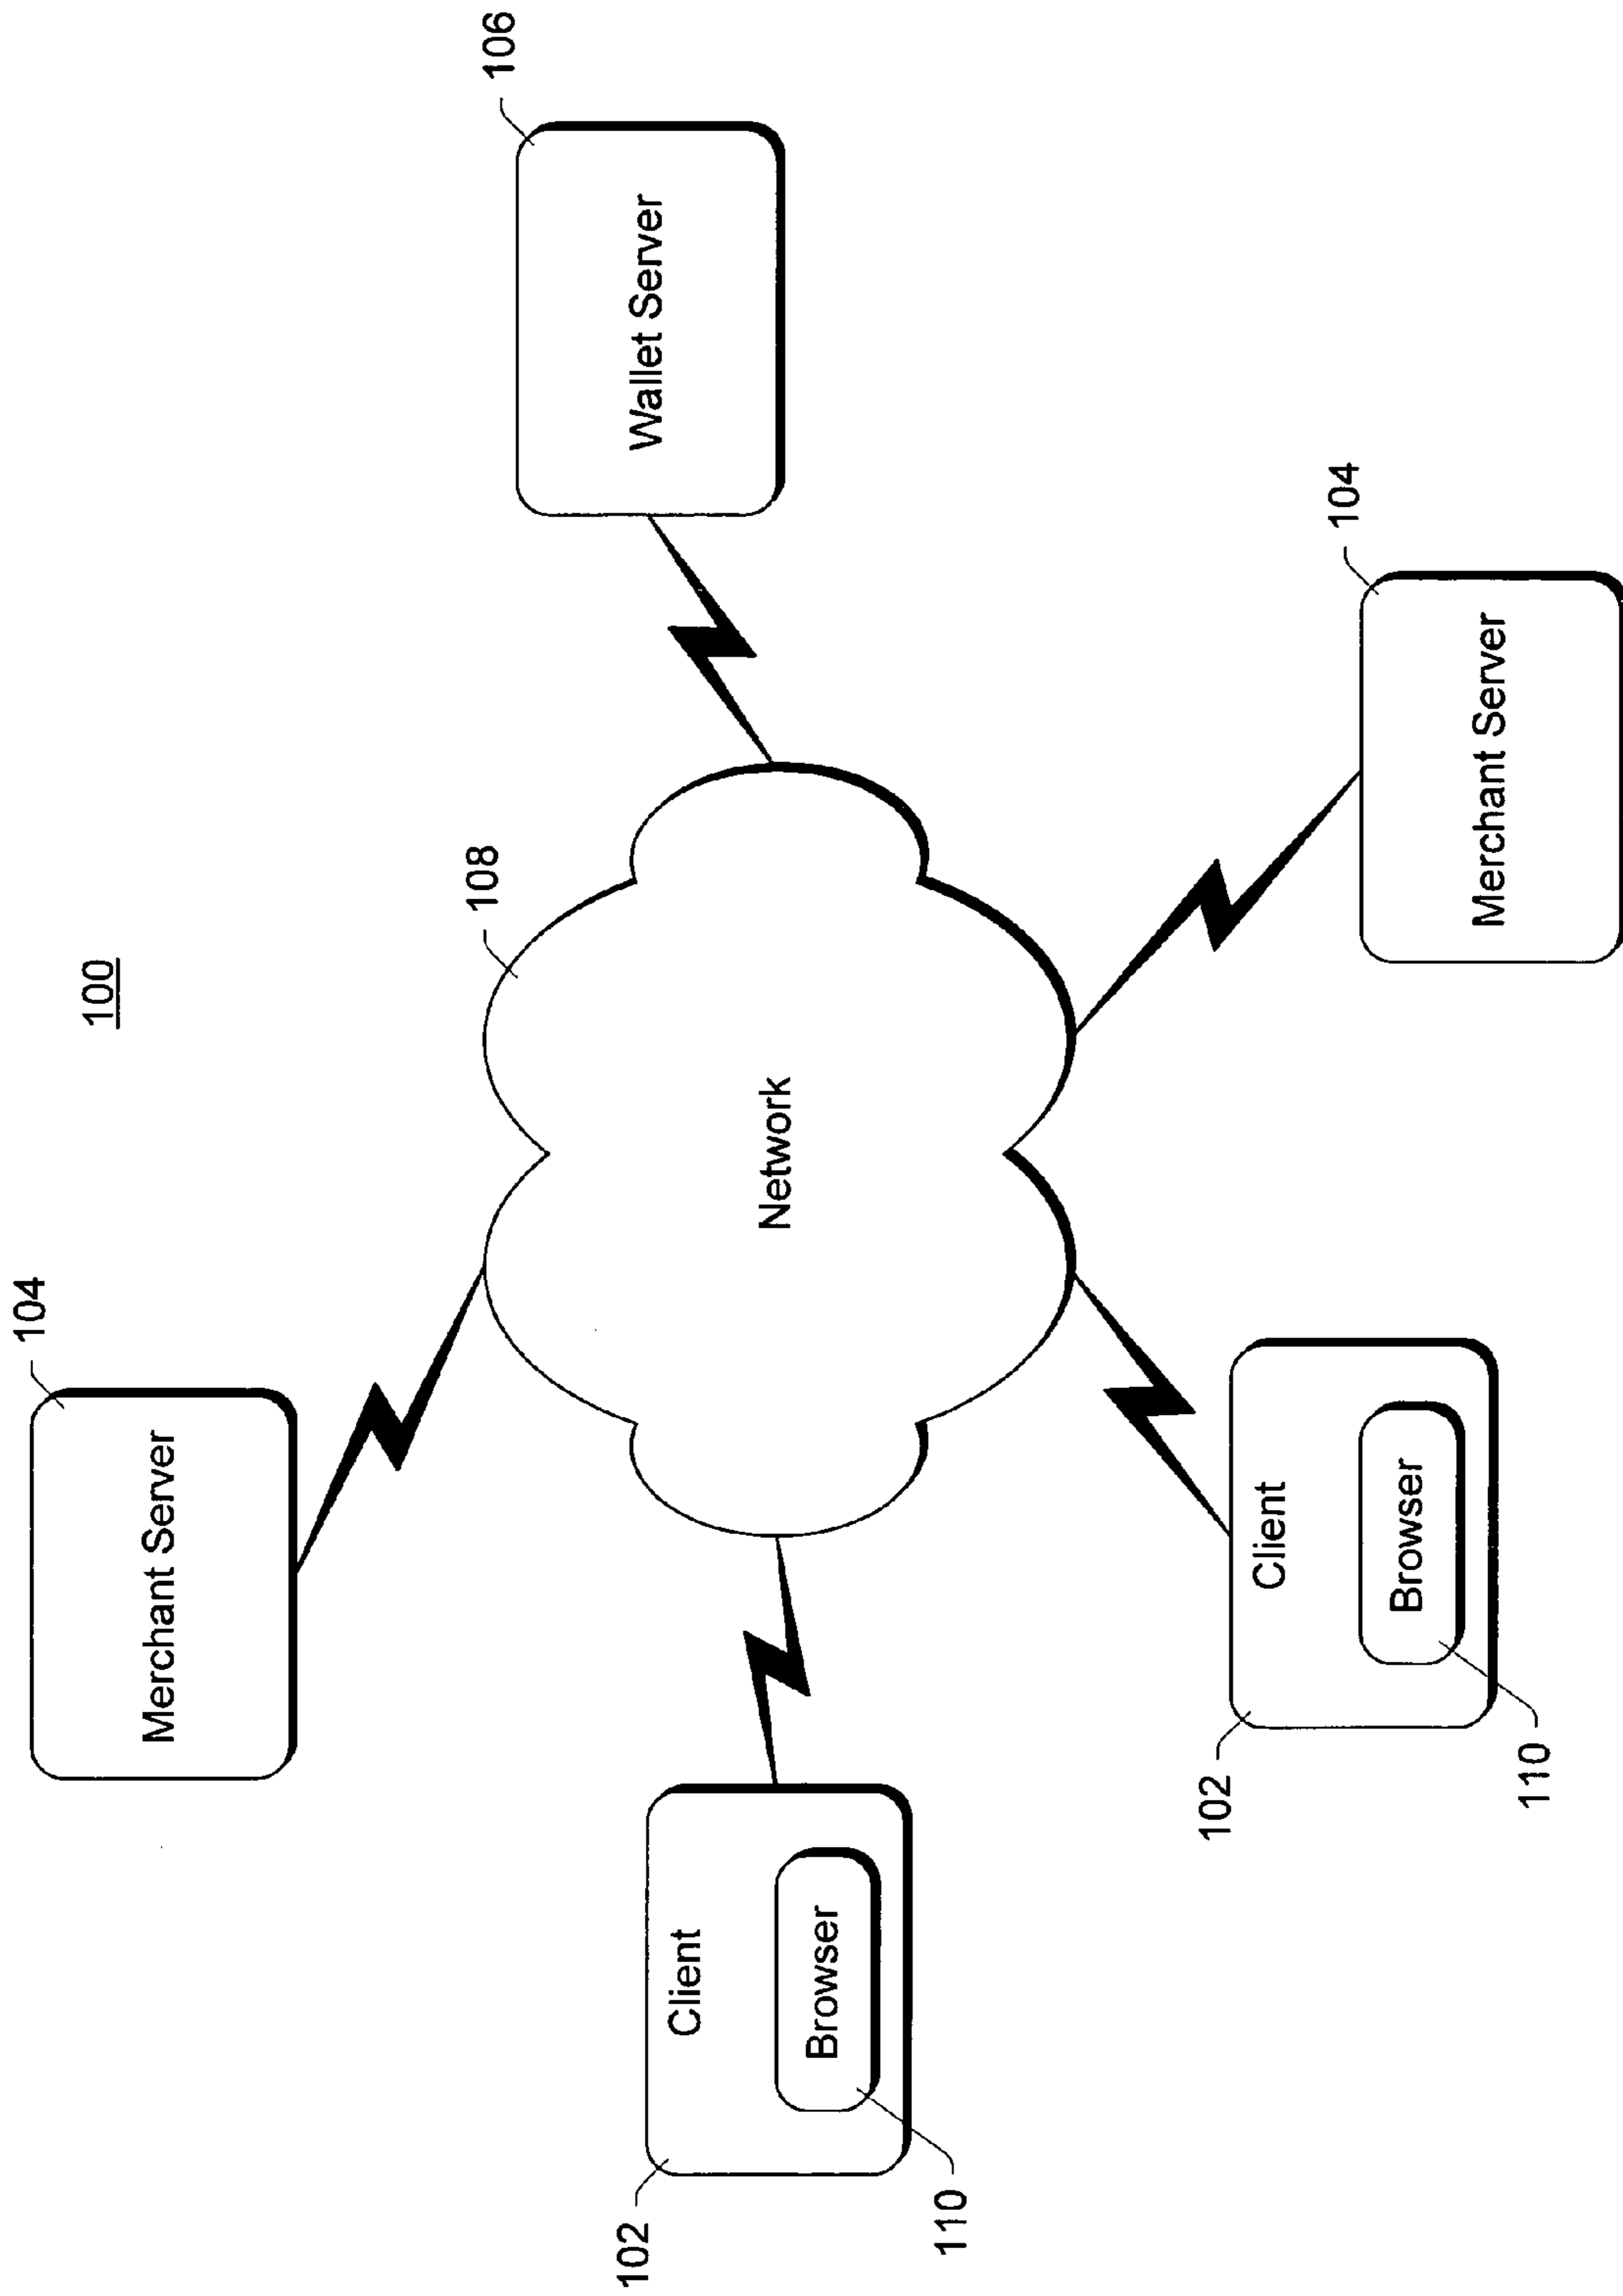 100
104
Merchant Server
108
106
Wallet Server
Network
102
Client
Browser
110
102
Client
Browser
110
104
Merchant Server